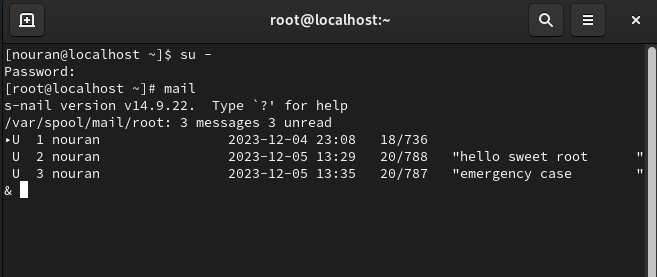 root@localhost:~
[nouran@localhost ~]$ su -
Password:
[root@localhost ~]# mail
s-nail version v14.9.22.  Type `?' for help
/var/spool/mail/root: 3 messages 3 unread
▸U  1 nouran                2023-12-04 23:08   18/736
 U  2 nouran                2023-12-05 13:29   20/788   "hello sweet root      "
 U  3 nouran                2023-12-05 13:35   20/787   "emergency case        "
&